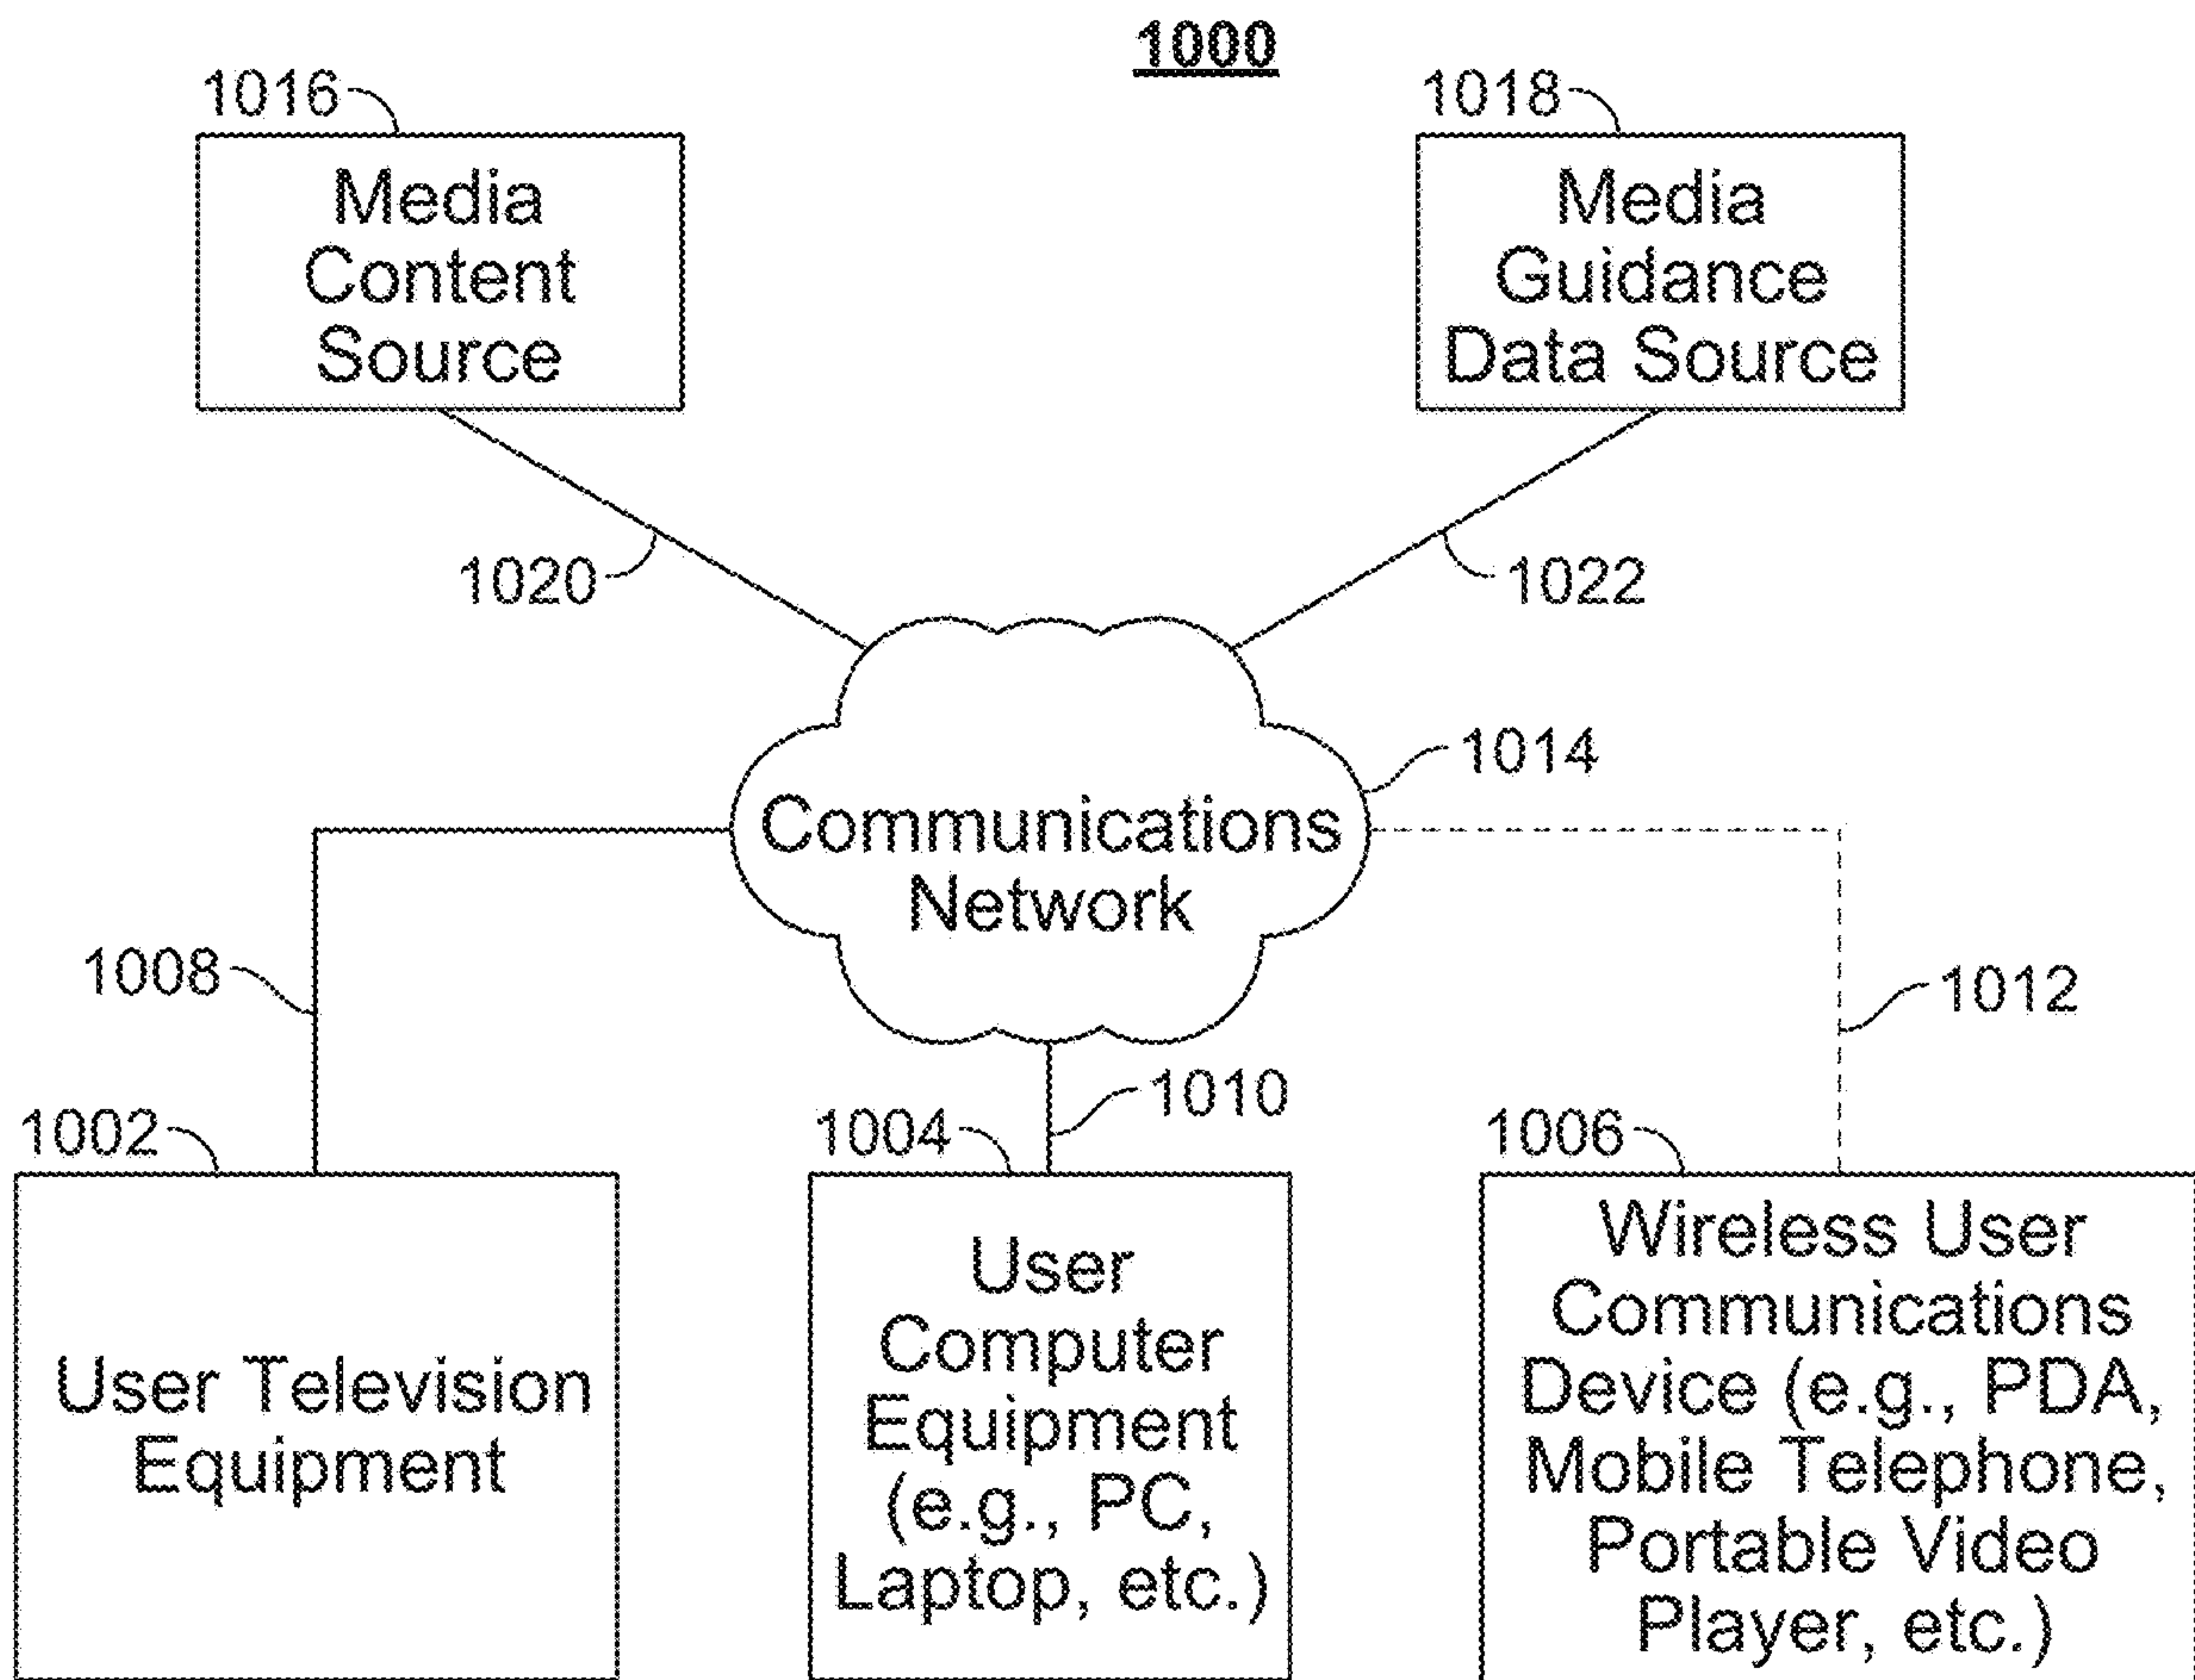 1000
1016
Media
Content
Source
1018
Media
Guidance
Data Source
1020
1022
1014
Communications
Network
1008
1012
1010
1002
User Television
Equipment
1004
User
Computer
Equipment
(e.g., PC,
Laptop, etc.)
1006
Wireless User
Communications
Device (e.g., PDA,
Mobile Telephone,
Portable Video
Player, etc.)